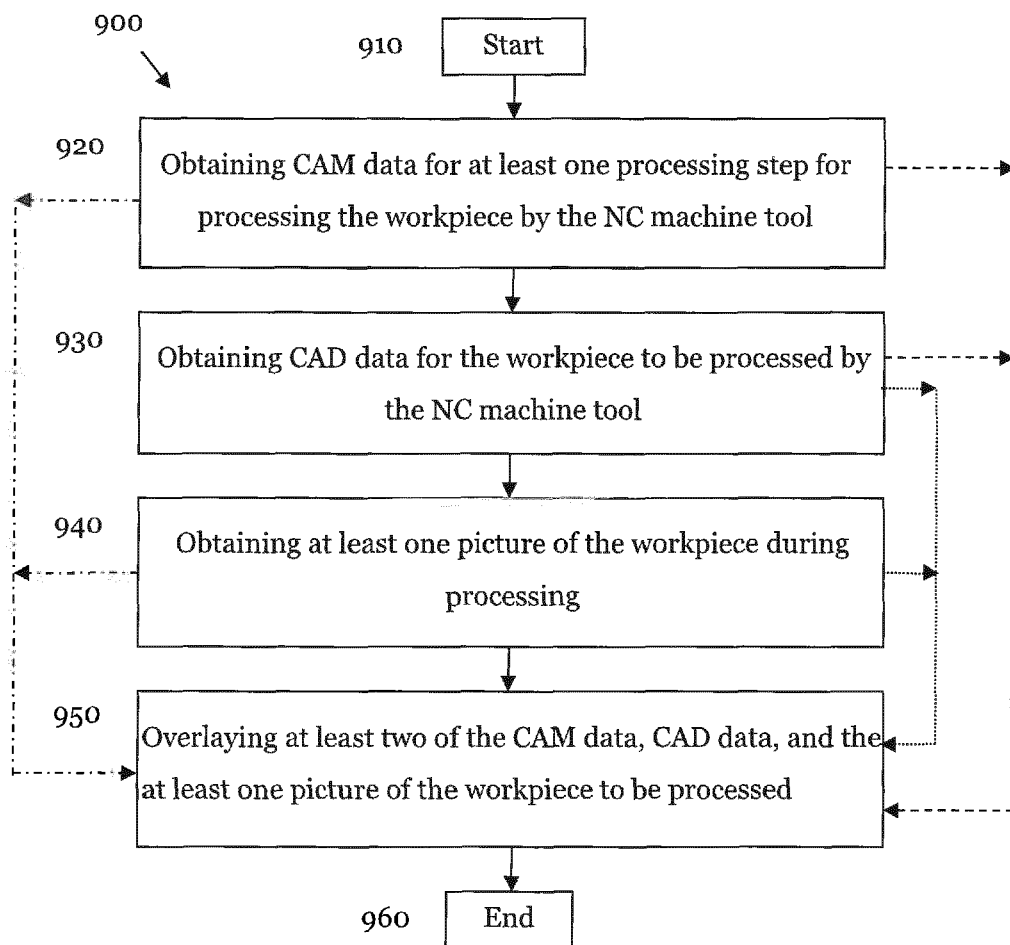 900
910
Start
920
Obtaining CAM data for at least one processing step for
processing the workpiece by the NC machine tool
930
Obtaining CAD data for the workpiece to be processed by
the NC machine tool
940
Obtaining at least one picture of the workpiece during
processing
950
Overlaying at least two of the CAM data, CAD data, and the
at least one picture of the workpiece to be processed
960
End